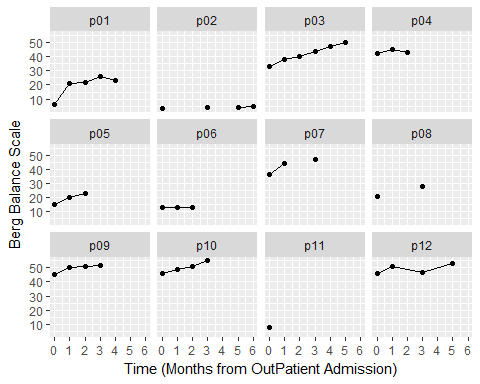 p01 p02 p03 p04
50
40
30
20
10
p05 p06 p07 p08
50
40
30
20
10
p09 p10 p11 p12
50
40
30
20
10
Berg Balance Scale
0 1 2 3 4 5 6 0 1 2 3 4 5 6 0 1 2 3 4 5 6 0 1 2 3 4 5 6
Time (Months from OutPatient Admission)